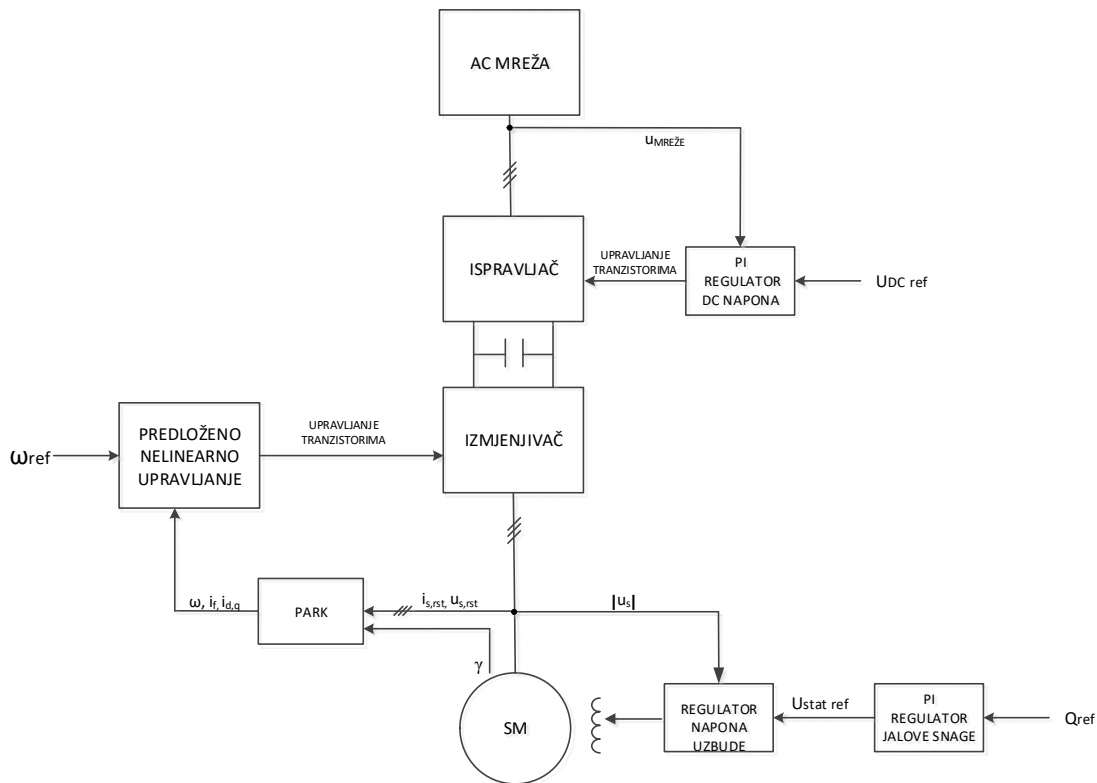 AC MREŽA
uMREŽE
ISPRAVLJAČ
UPRAVLJANJE
TRANZISTORIMA
PI
REGULATOR
DC NAPONA
UDC ref
ωref
PREDLOŽENO
NELINEARNO
UPRAVLJANJE
UPRAVLJANJE
TRANZISTORIMA
IZMJENJIVAČ
ω, if, id,q
PARK
is,rst, us,rst
|us|
γ
SM
REGULATOR
NAPONA
UZBUDE
Ustat ref
PI
REGULATOR
JALOVE SNAGE
Qref